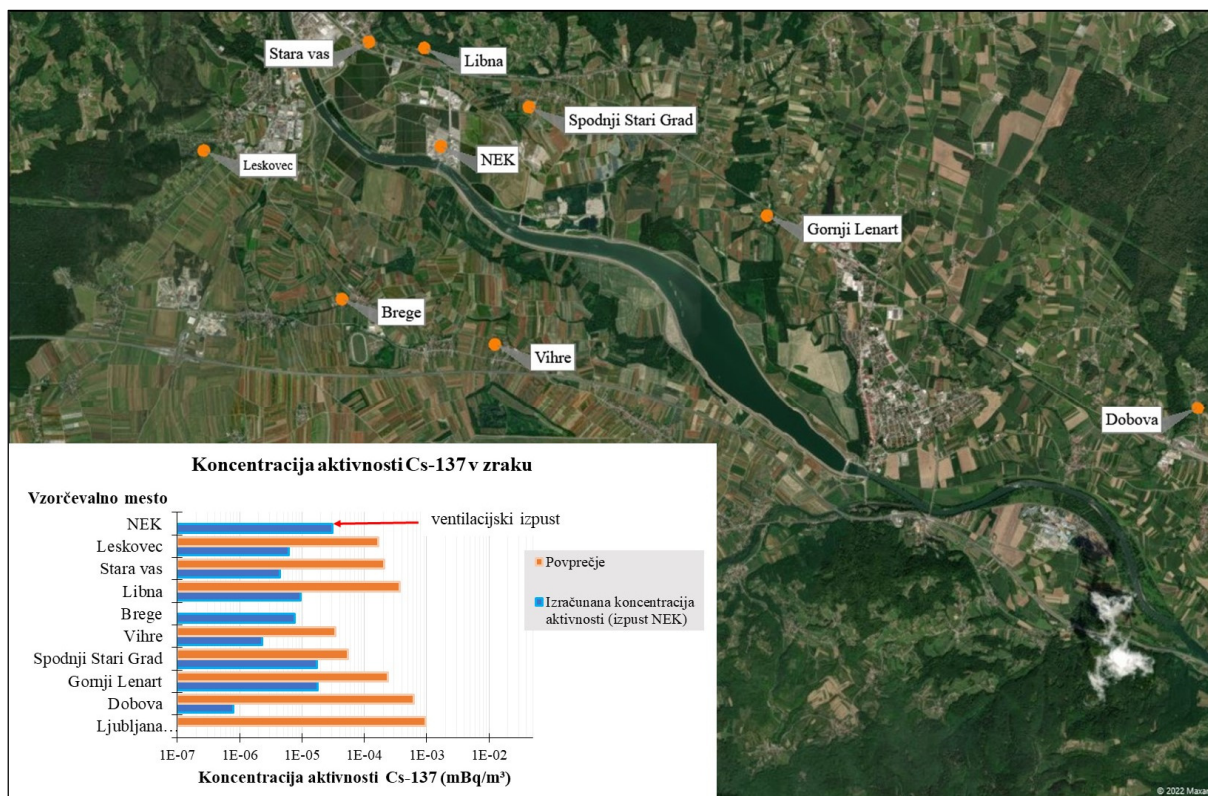 Stara vas
Libna
Spodnji Stari Grad
Leskovec
NEK
Gornji Lenart
Brege
Vihre
Dobova
Koncentracija aktivnosti Cs-137 v zraku
Vzorčevalno mesto
NEK
Leskovec
Stara vas
Libna
Brege
Vihre
Spodnji Stari Grad
Gornji Lenart
Dobova
Ljubljana..
ventilacijski izpust
Povprečje
Izračunana koncentracija
aktivnosti (izpust NEK)
1E-07 1E-06 1E-05 1E-04 1E-03 1E-02
Koncentracija aktivnosti Cs-137 (mBq/m³)
© 2022 Maxar